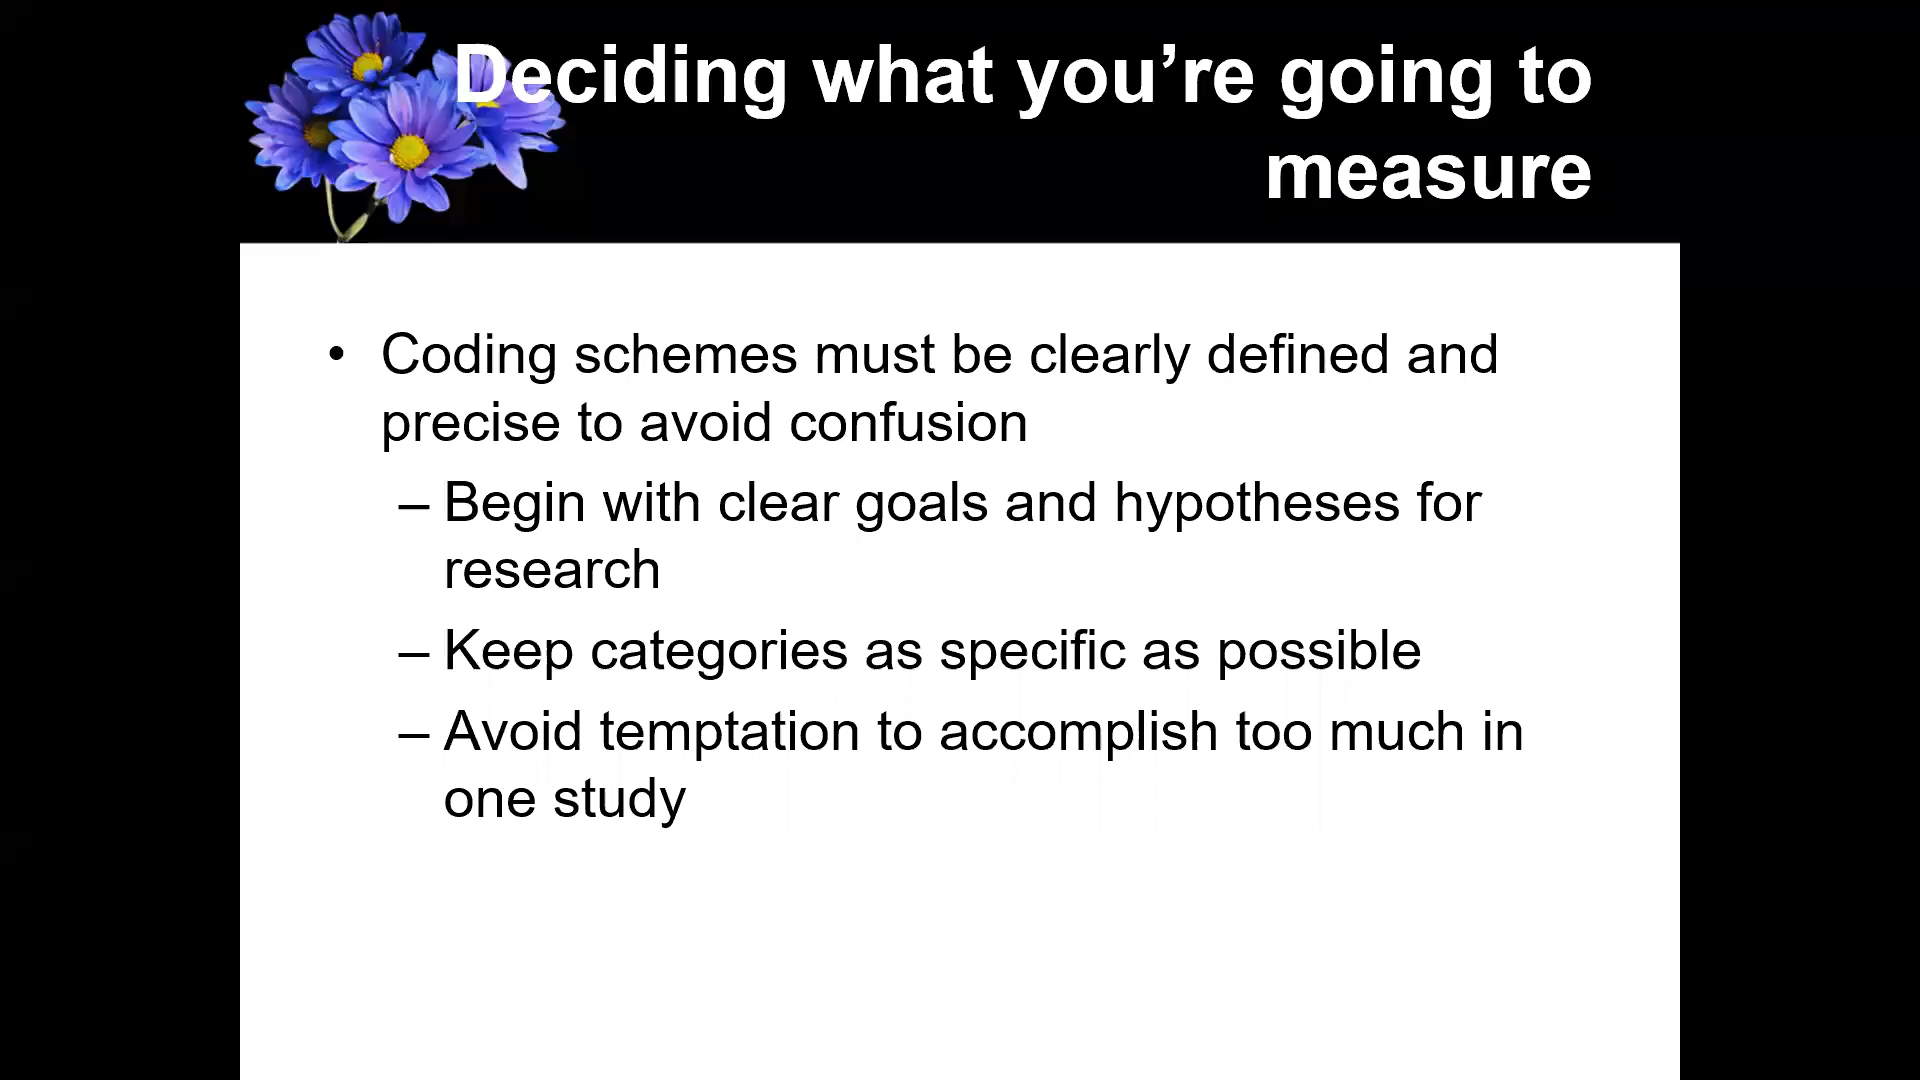 Deciding what you’re going to
measure
• Coding schemes must be clearly defined and
precise to avoid confusion
– Begin with clear goals and hypotheses for
research
– Keep categories as specific as possible
– Avoid temptation to accomplish too much in
one study